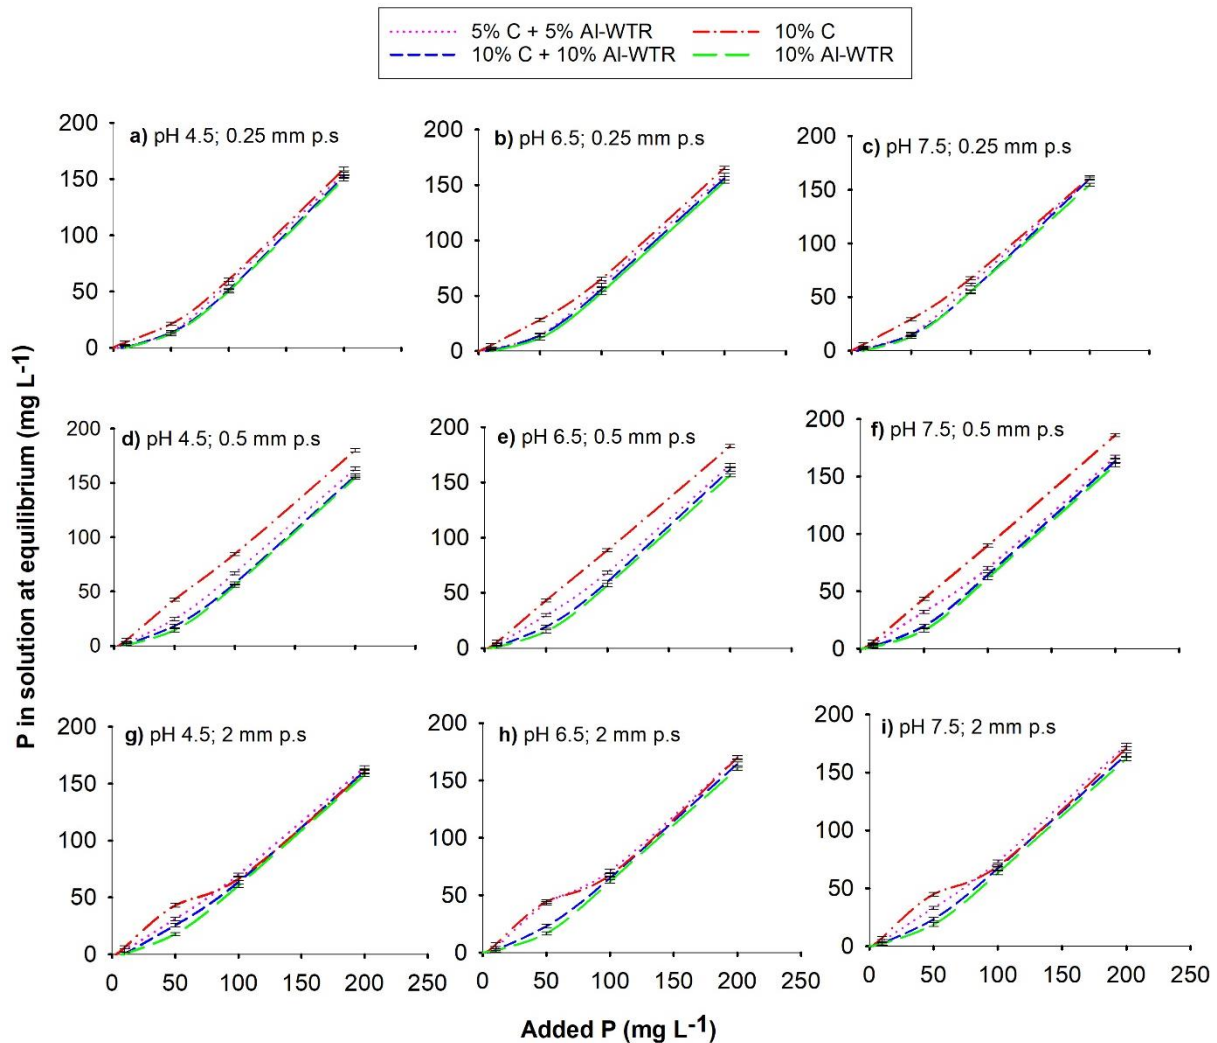 5% C + 5% Al-WTR
10% C
10% C + 10% Al-WTR
10% Al-WTR
P in solution at equilibrium (mg L-1)
a) pH 4.5; 0.25 mm p.s
200
150
100
50
0
b) pH 6.5; 0.25 mm p.s
200
150
100
50
0
c) pH 7.5; 0.25 mm p.s
200
150
100
50
0
d) pH 4.5; 0.5 mm p.s
200
150
100
50
0
e) pH 6.5; 0.5 mm p.s
200
150
100
50
0
f) pH 7.5; 0.5 mm p.s
200
150
100
50
0
g) pH 4.5; 2 mm p.s
200
150
100
50
0
0 50 100 150 200 250
h) pH 6.5; 2 mm p.s
200
150
100
50
0
0 50 100 150 200 250
i) pH 7.5; 2 mm p.s
200
150
100
50
0
0 50 100 150 200 250
Added P (mg L-1)